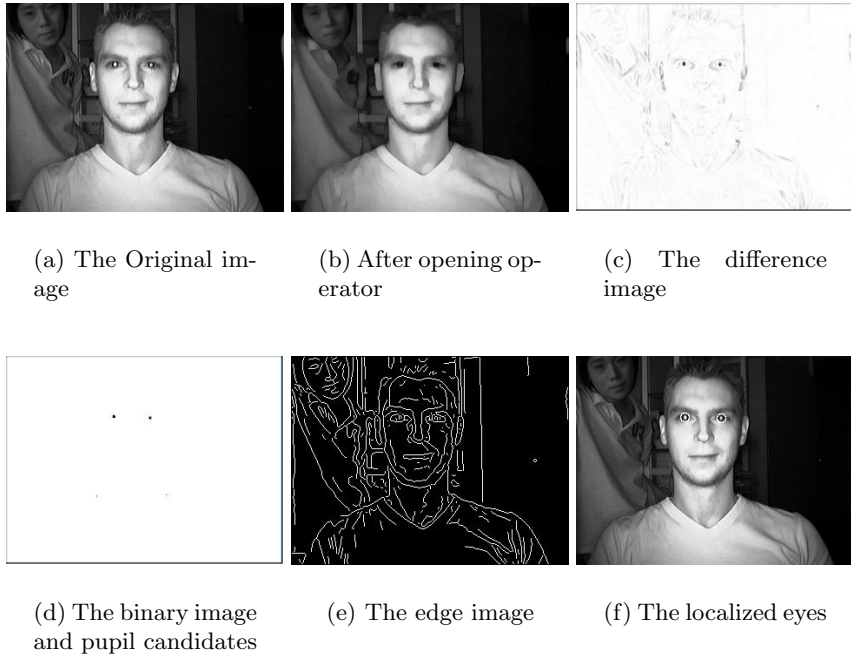 (a) The Original im-
age
(b) After opening op-
erator
(c) The difference
image
(d) The binary image
and pupil candidates
(e) The edge image
(f) The localized eyes